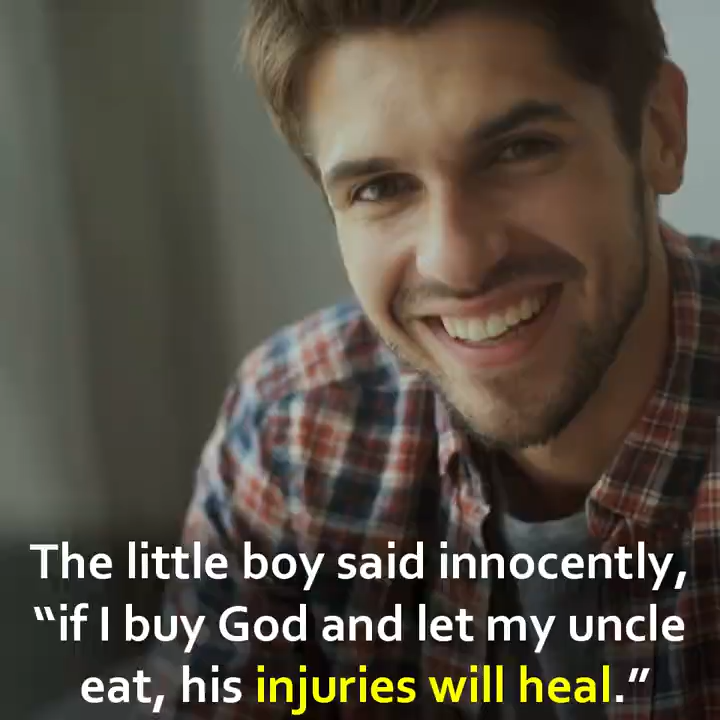 The little boy said innocently,
“if I buy God and let my uncle
eat, his injuries will heal.”